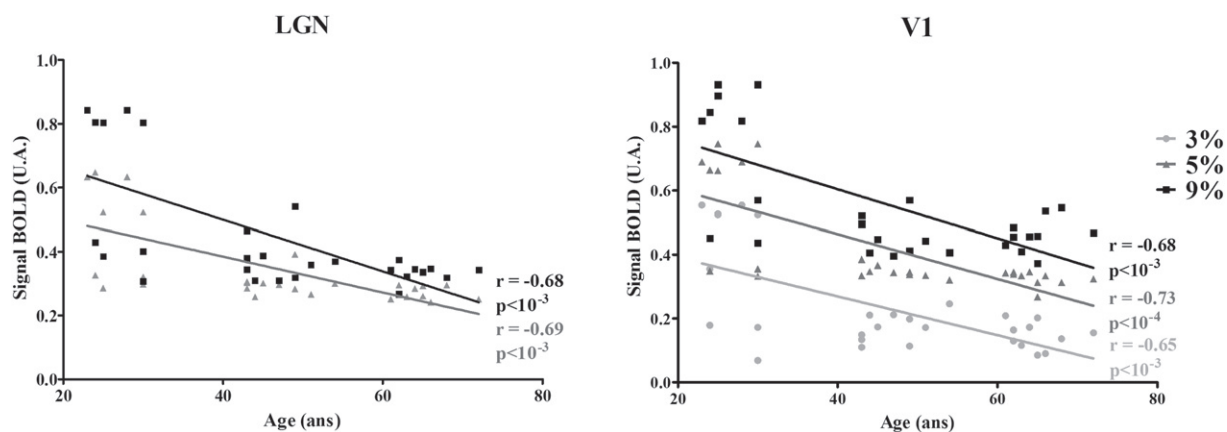 LGN
Signal BOLD (U.A.)
1.0
0.8
0.6
0.4
0.2
0.0
20
40
60
80
Age (ans)
r = -0.68
p<10⁻³
r = -0.69
p<10⁻³
V1
Signal BOLD (U.A.)
1.0
0.8
0.6
0.4
0.2
0.0
20
40
60
80
Age (ans)
r = -0.68
p<10⁻³
r = -0.73
p<10⁻⁴
r = -0.65
p<10⁻³
3%
5%
9%